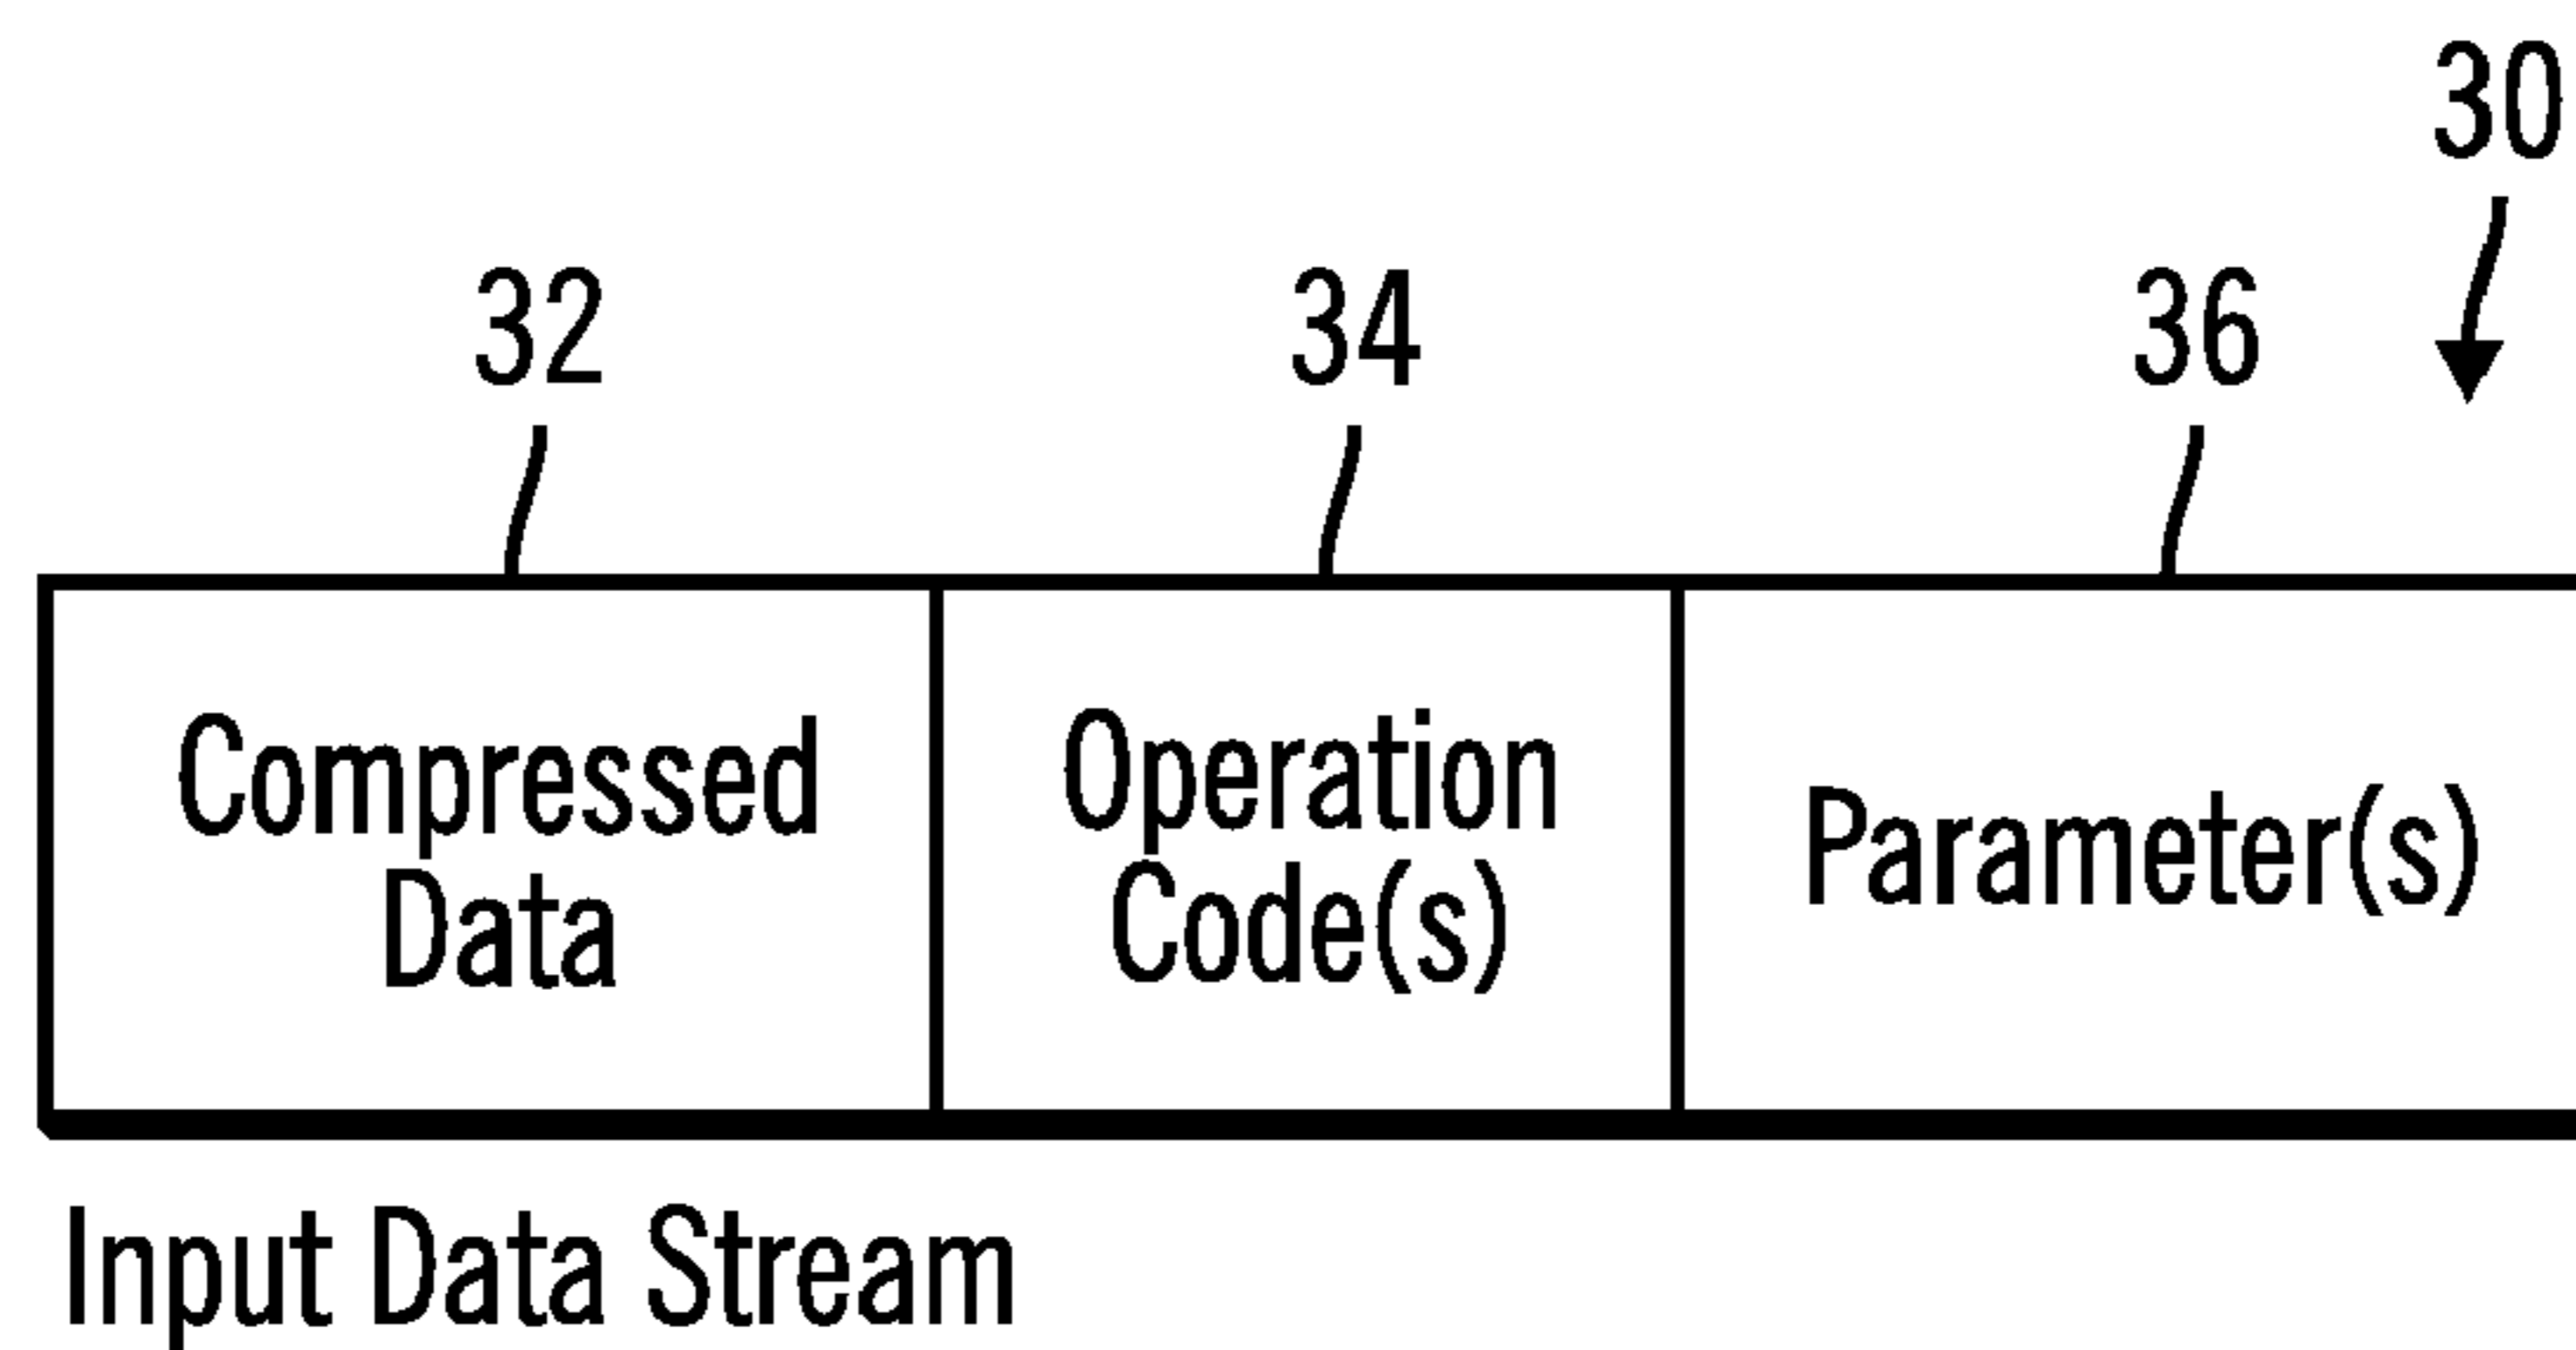 30
32
34
36
Compressed
Data
Operation
Code(s)
Parameter(s)
Input Data Stream